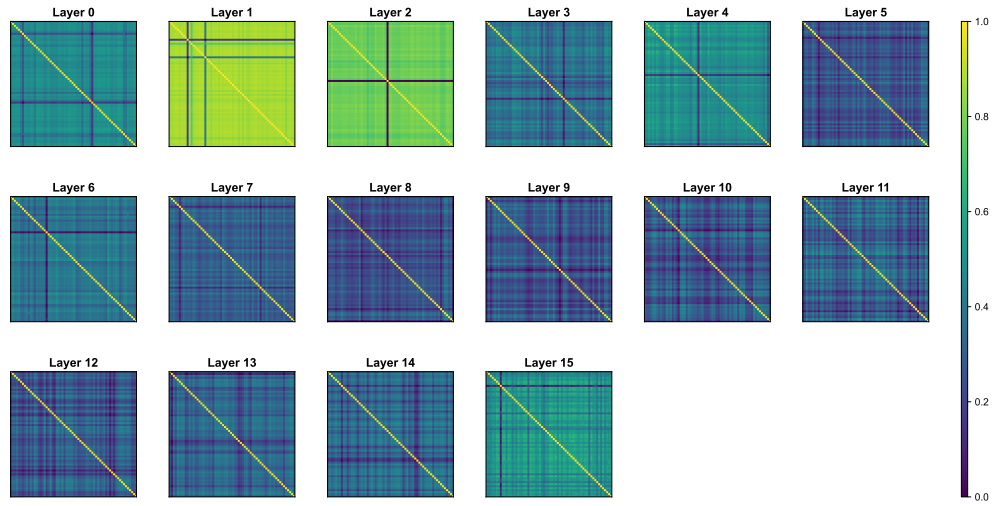 Layer 0
Layer 1
Layer 2
Layer 3
Layer 4
Layer 5
1.0
0.8
0.6
0.4
0.2
0.0
Layer 6
Layer 7
Layer 8
Layer 9
Layer 10
Layer 11
Layer 12
Layer 13
Layer 14
Layer 15